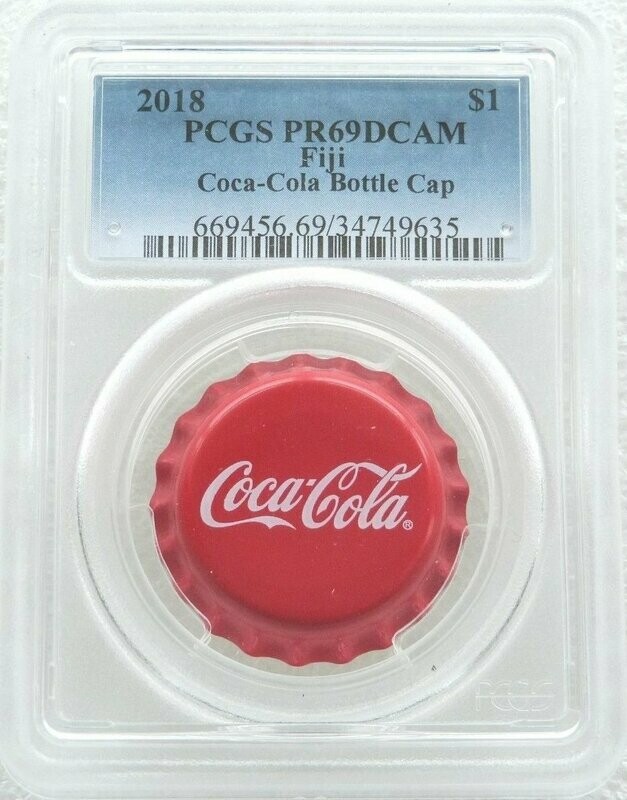 2018 $1
PCGS PR69DCAM
Fiji
Coca-Cola Bottle Cap
669456.69/34749635
Coca-Cola®
PCGS